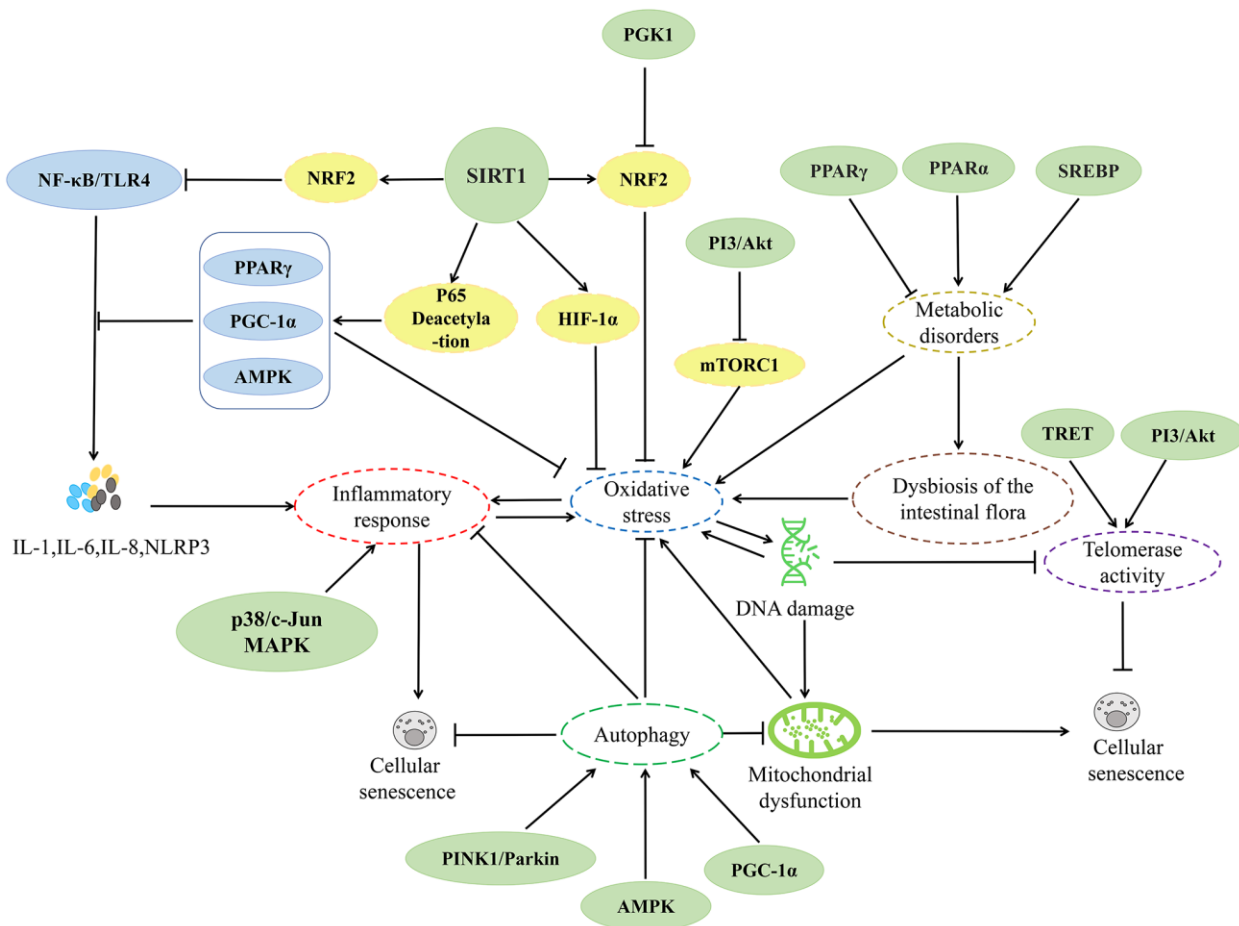 PGK1
NF-κB/TLR4
NRF2
SIRT1
NRF2
PPARγ
PPARα
SREBP
PI3/Akt
PPARγ
PGC-1α
AMPK
P65
Deacetyla
-tion
HIF-1α
mTORC1
Metabolic
disorders
TRET
PI3/Akt
Inflammatory
response
Oxidative
stress
Dysbiosis of the
intestinal flora
IL-1,IL-6,IL-8,NLRP3
Telomerase
activity
DNA damage
p38/c-Jun
MAPK
Autophagy
Cellular
senescence
Mitochondrial
dysfunction
Cellular
senescence
PINK1/Parkin
PGC-1α
AMPK